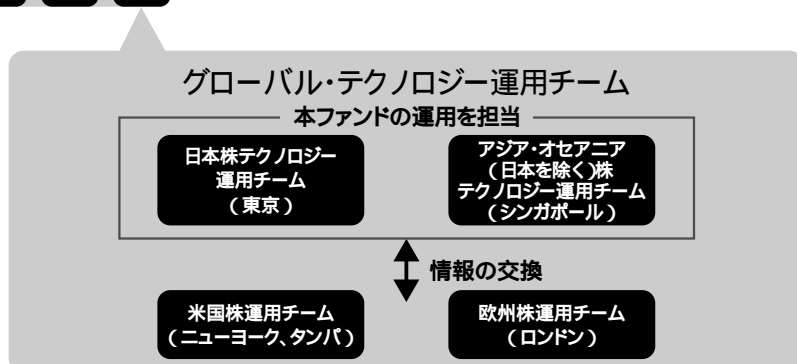 グローバル・テクノロジー運用チーム
本ファンドの運用を担当
日本株テクノロジー
運用チーム
(東京)
アジア・オセアニア
(日本を除く)株
テクノロジー運用チーム
(シンガポール)
情報の交換
米国株運用チーム
(ニューヨーク、タンパ)
欧州株運用チーム
(ロンドン)